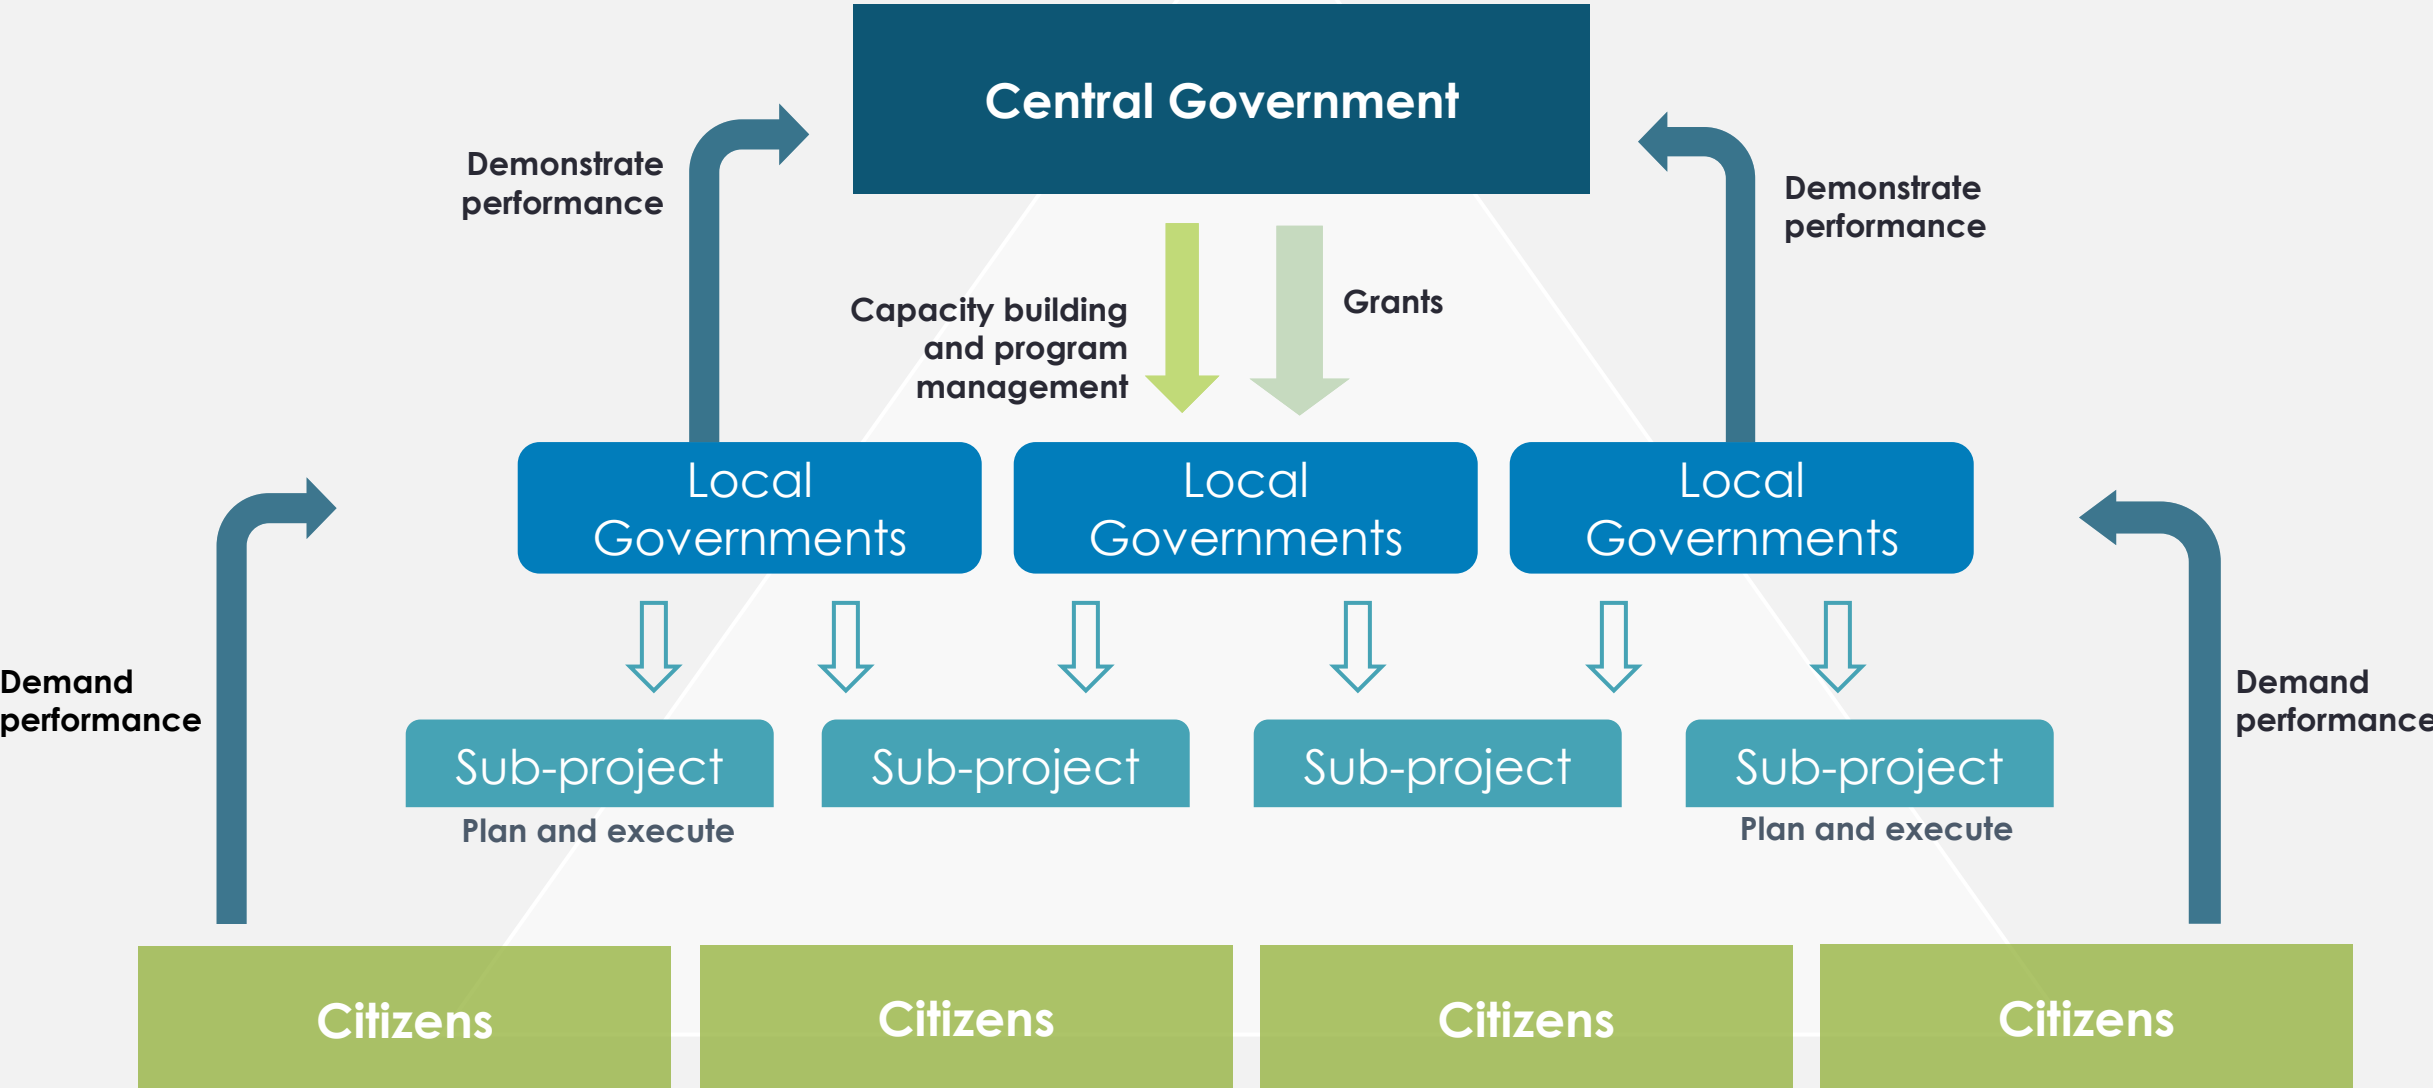 Central Government
Demonstrate
performance
Demonstrate
performance
Capacity building
and program
management
Grants
Local
Governments
Local
Governments
Local
Governments
Demand
performance
Demand
performance
Sub-project
Sub-project
Sub-project
Sub-project
Plan and execute
Plan and execute
Citizens
Citizens
Citizens
Citizens